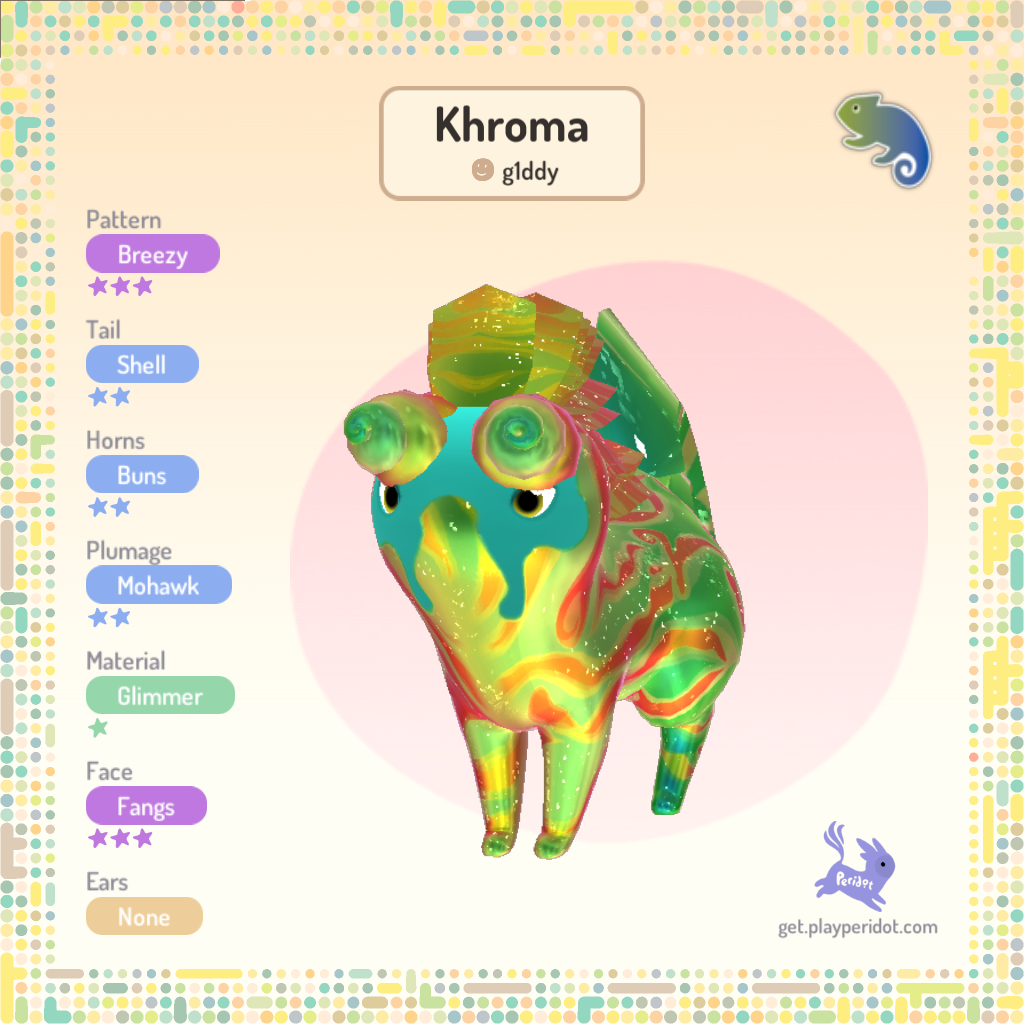 Khroma
g1ddy
Pattern
Breezy
Tail
Shell
Horns
Buns
Plumage
Mohawk
Material
Glimmer
Face
Fangs
Ears
None
Peridot
get.playperidot.com